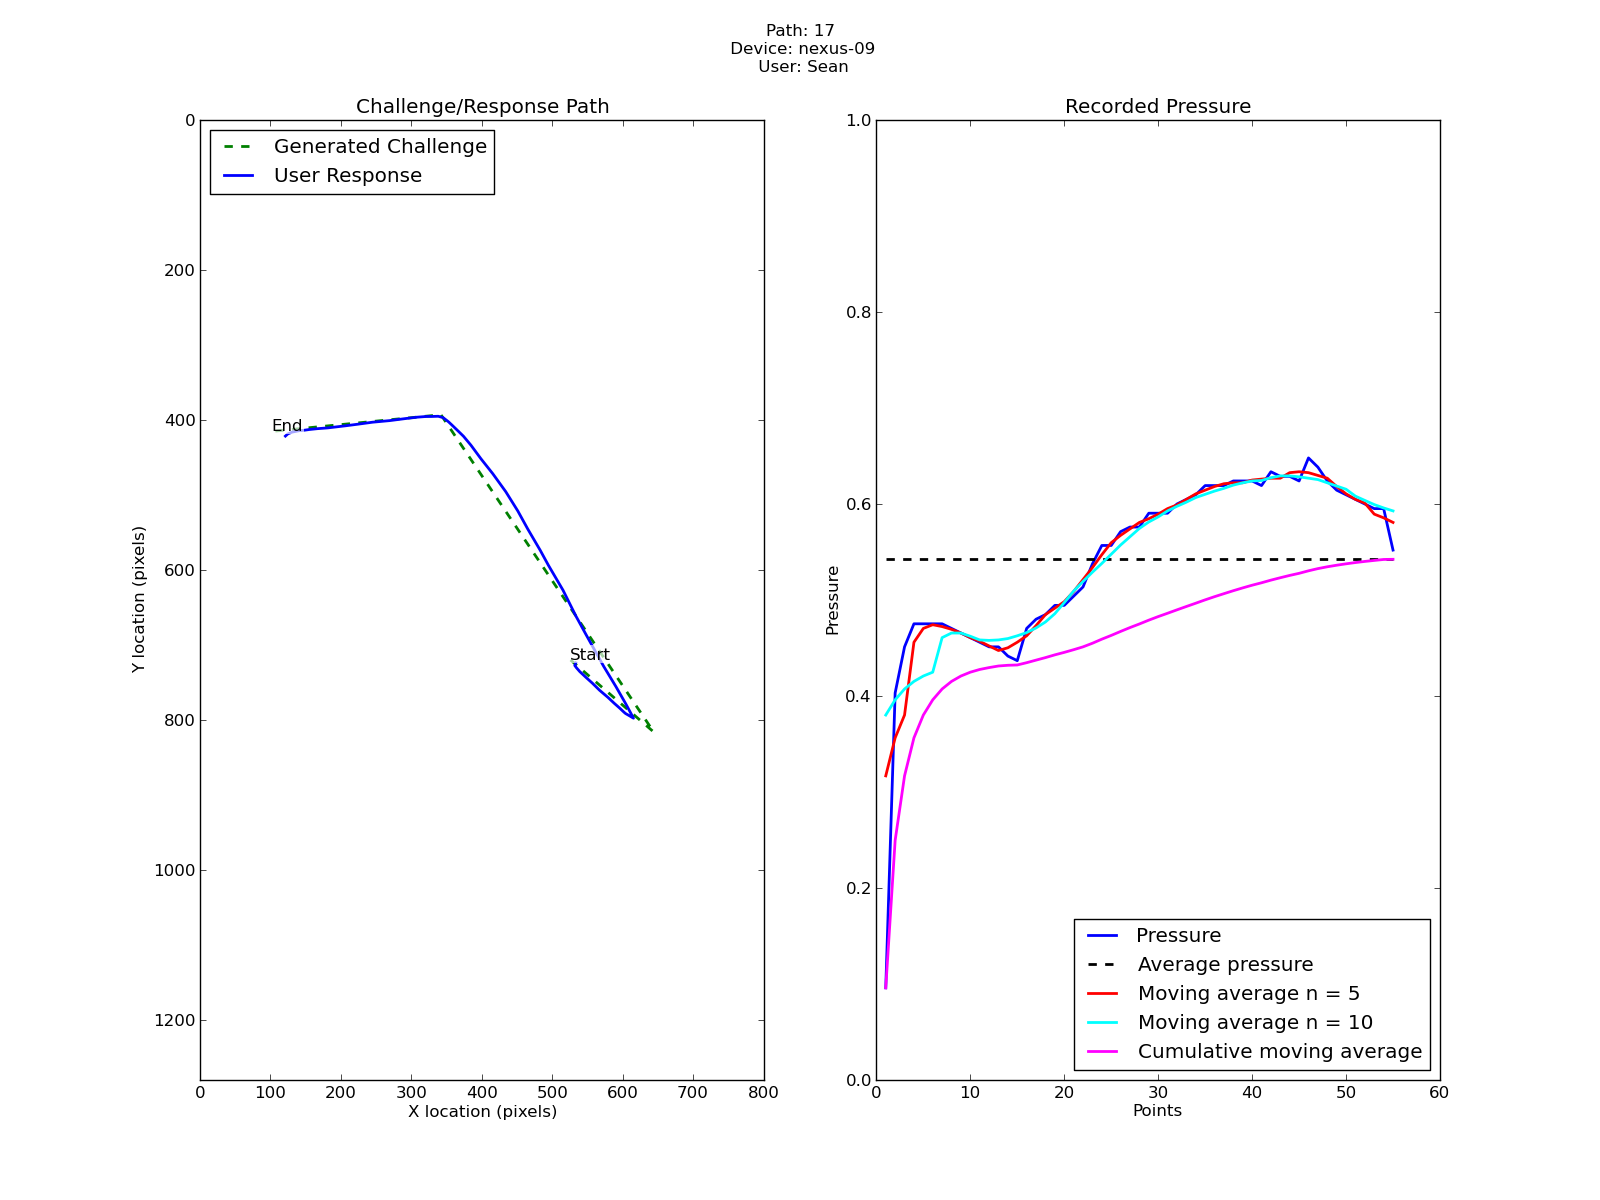 Path: 17
Device: nexus-09
User: Sean
Challenge/Response Path
Generated Challenge
User Response
0
200
400
600
800
1000
1200
Y location (pixels)
End
Start
0 100 200 300 400 500 600 700 800
X location (pixels)
Recorded Pressure
1.0
0.8
0.6
0.4
0.2
0.0
Pressure
Pressure
Average pressure
Moving average n = 5
Moving average n = 10
Cumulative moving average
0 10 20 30 40 50 60
Points